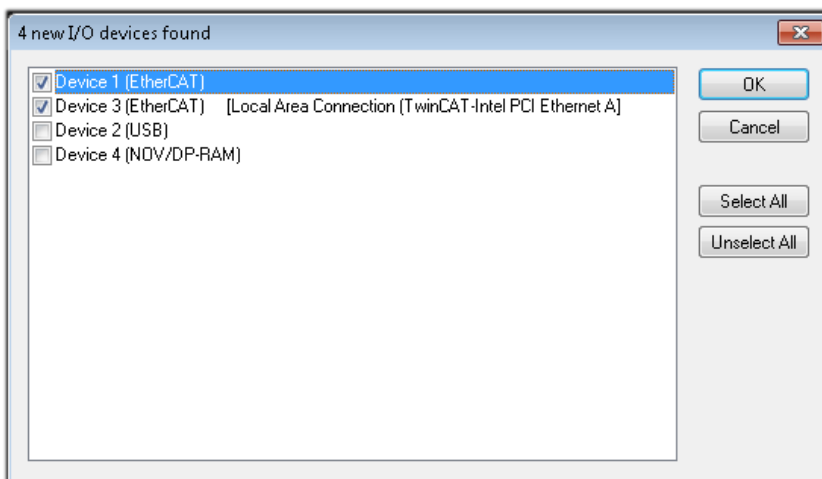 4 new I/O devices found
Device 1 (EtherCAT)
Device 3 (EtherCAT) [Local Area Connection (TwinCAT-Intel PCI Ethernet A]
Device 2 (USB)
Device 4 (NOV/DP-RAM)
OK
Cancel
Select All
Unselect All